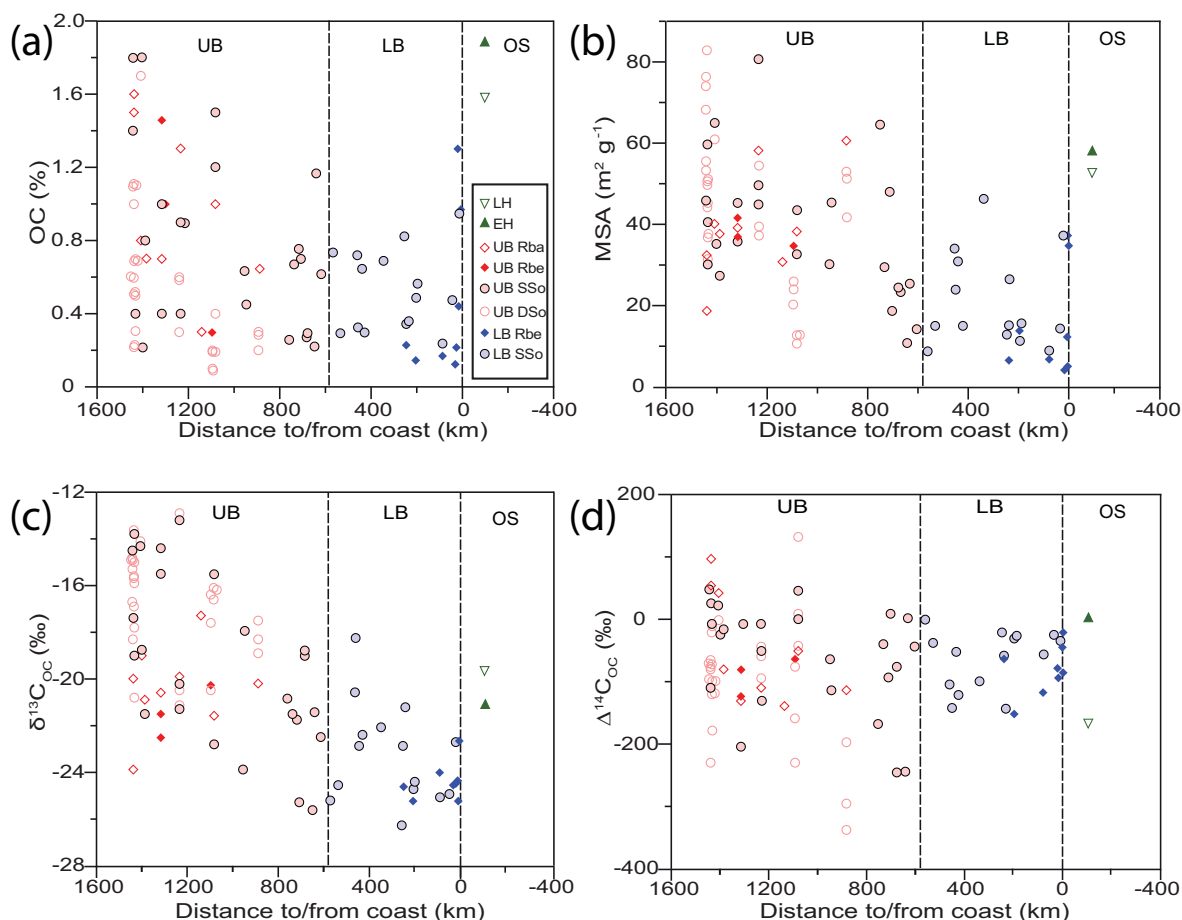 (a)
2.0
1.6
1.2
0.8
0.4
0
OC (%)
UB
LB
OS
LH
EH
UB Rba
UB Rbe
UB SSo
UB DSo
LB Rbe
LB SSo
1600
1200
800
400
0
-400
Distance to/from coast (km)
(b)
80
60
40
20
0
MSA (m² g⁻¹)
UB
LB
OS
1600
1200
800
400
0
-400
Distance to/from coast (km)
(c)
-12
-16
-20
-24
-28
δ¹³C_OC (‰)
UB
LB
OS
1600
1200
800
400
0
-400
Distance to/from coast (km)
(d)
200
0
-200
-400
Δ¹⁴C_OC (‰)
UB
LB
OS
1600
1200
800
400
0
-400
Distance to/from coast (km)